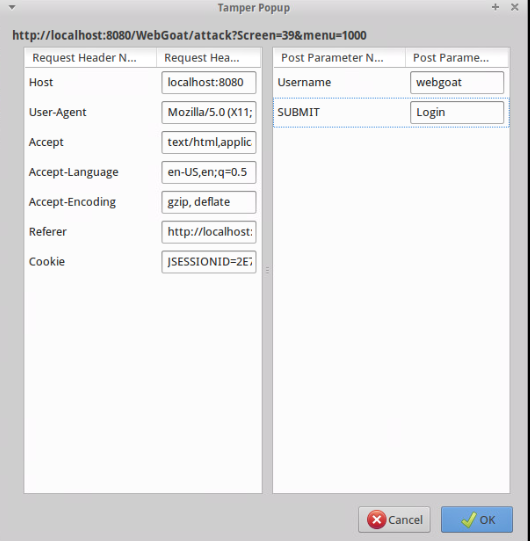 Tamper Popup
http://localhost:8080/WebGoat/attack?Screen=39&menu=1000
Request Header N... Request Hea... Post Parameter N... Post Parame...
Host localhost:8080 Username webgoat
User-Agent Mozilla/5.0 (X11; SUBMIT Login
Accept text/html,applic
Accept-Language en-US,en;q=0.5
Accept-Encoding gzip, deflate
Referer http://localhost:
Cookie JSESSIONID=2E7
Cancel OK